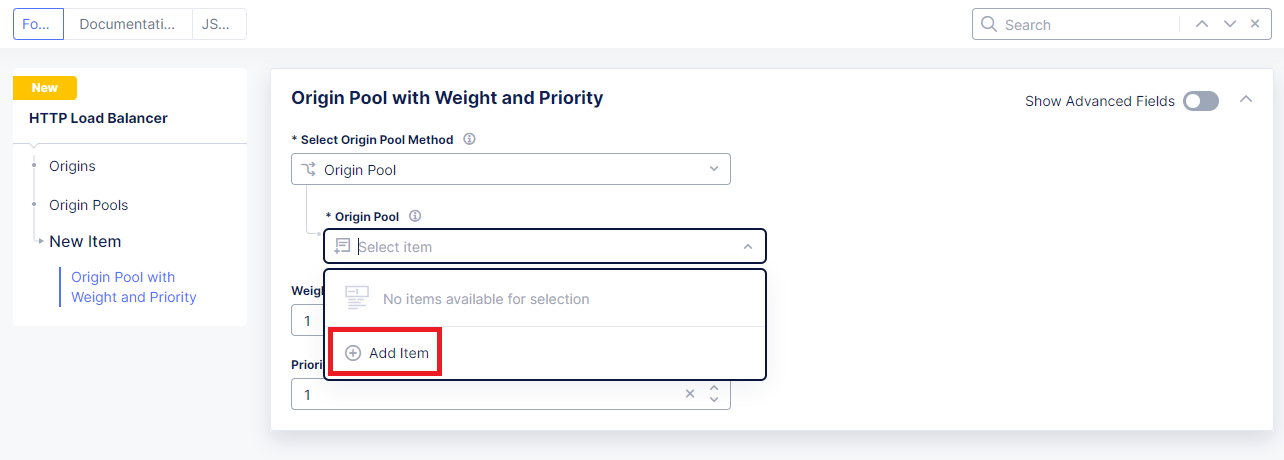 Fo...
Documentati...
JS...
Search
New
HTTP Load Balancer
Origins
Origin Pools
New Item
Origin Pool with
Weight and Priority
Origin Pool with Weight and Priority
Show Advanced Fields
* Select Origin Pool Method
Origin Pool
* Origin Pool
Select item
No items available for selection
Add Item
1
1